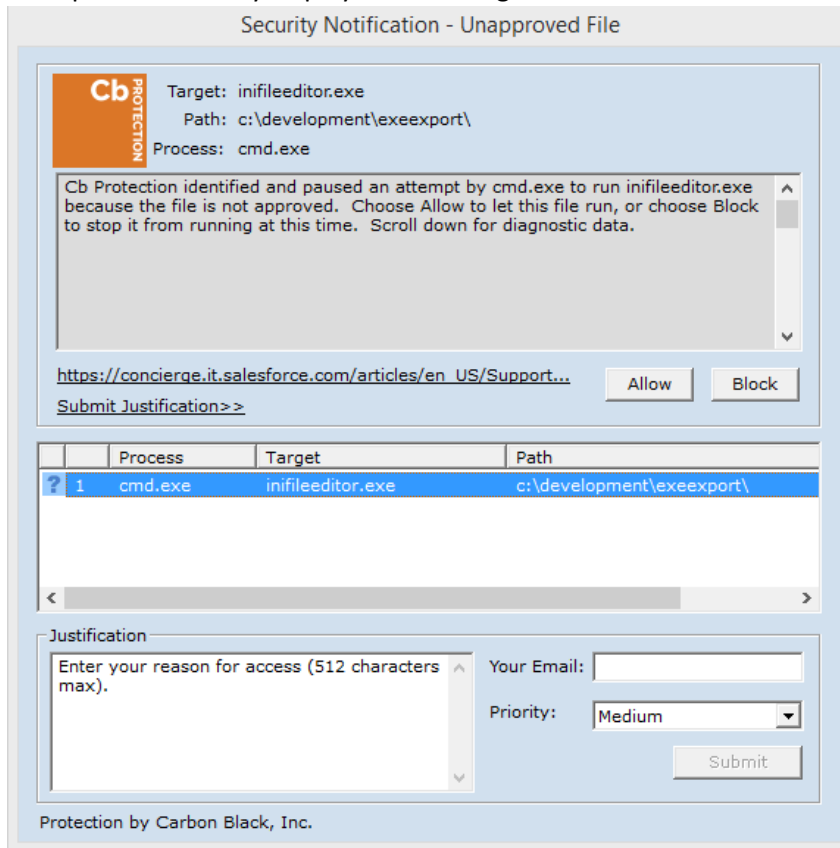 Security Notification - Unapproved File
Cb PROTECTION
Target: inifileeditor.exe
Path: c:\development\exeexport\
Process: cmd.exe
Cb Protection identified and paused an attempt by cmd.exe to run inifileeditor.exe
because the file is not approved. Choose Allow to let this file run, or choose Block
to stop it from running at this time. Scroll down for diagnostic data.
https://concierge.it.salesforce.com/articles/en_US/Support...
Allow Block
Submit Justification>>
Process Target Path
? 1 cmd.exe inifileeditor.exe c:\development\exeexport\
Justification
Enter your reason for access (512 characters
max).
Your Email:
Priority: Medium
Submit
Protection by Carbon Black, Inc.